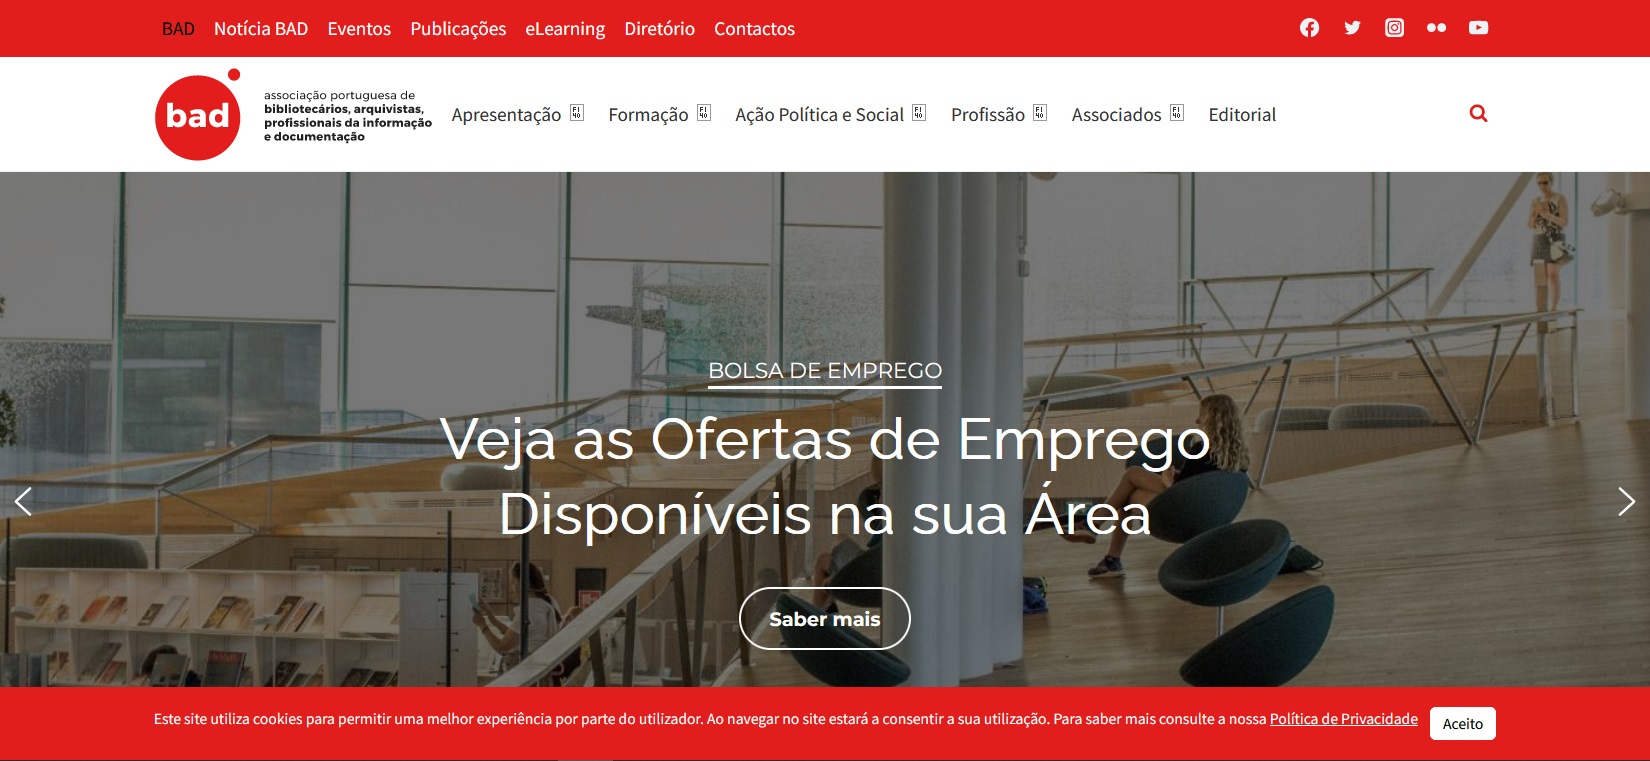 BAD Notícia BAD Eventos Publicações eLearning Diretório Contactos
bad
associação portuguesa de
bibliotecários, arquivistas,
profissionais da informação
e documentação
Apresentação Formação Ação Política e Social Profissão Associados Editorial
BOLSA DE EMPREGO
Veja as Ofertas de Emprego
Disponíveis na sua Área
Saber mais
Este site utiliza cookies para permitir uma melhor experiência por parte do utilizador. Ao navegar no site estará a consentir a sua utilização. Para saber mais consulte a nossa Política de Privacidade
Aceito